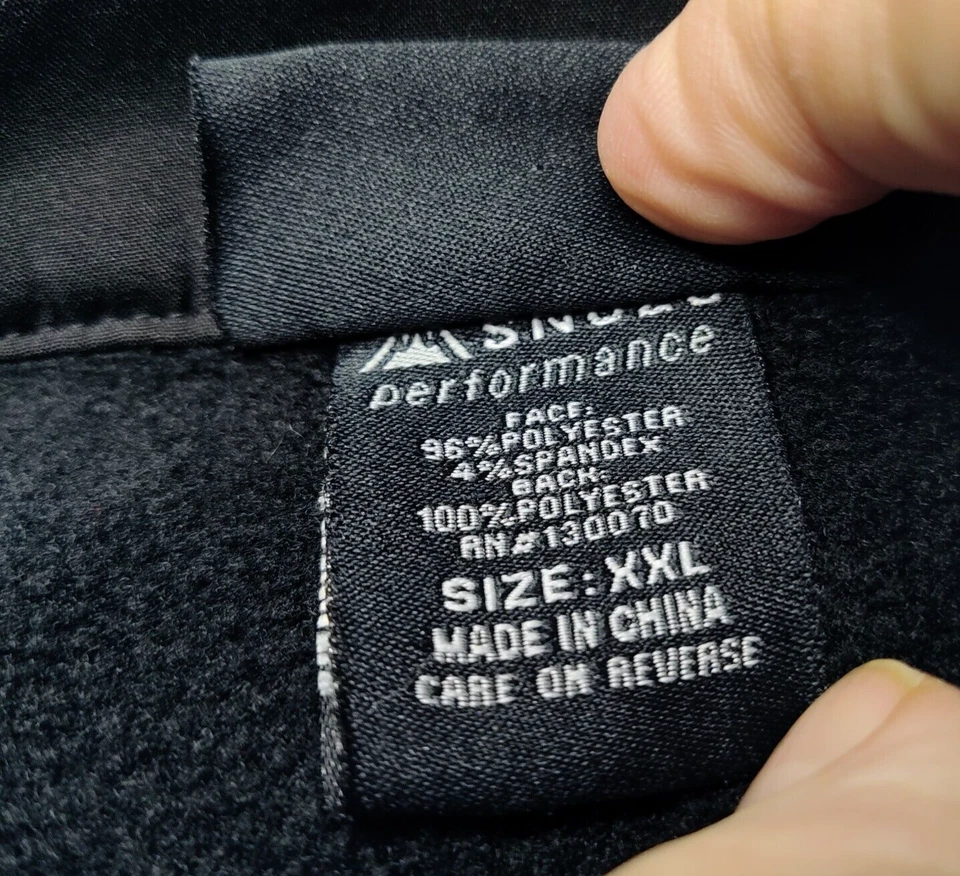 performance
FACE:
96%POLYESTER
4%SPANDEX
BACK:
100%POLYESTER
RN#130070
SIZE: XXL
MADE IN CHINA
CARE ON REVERSE